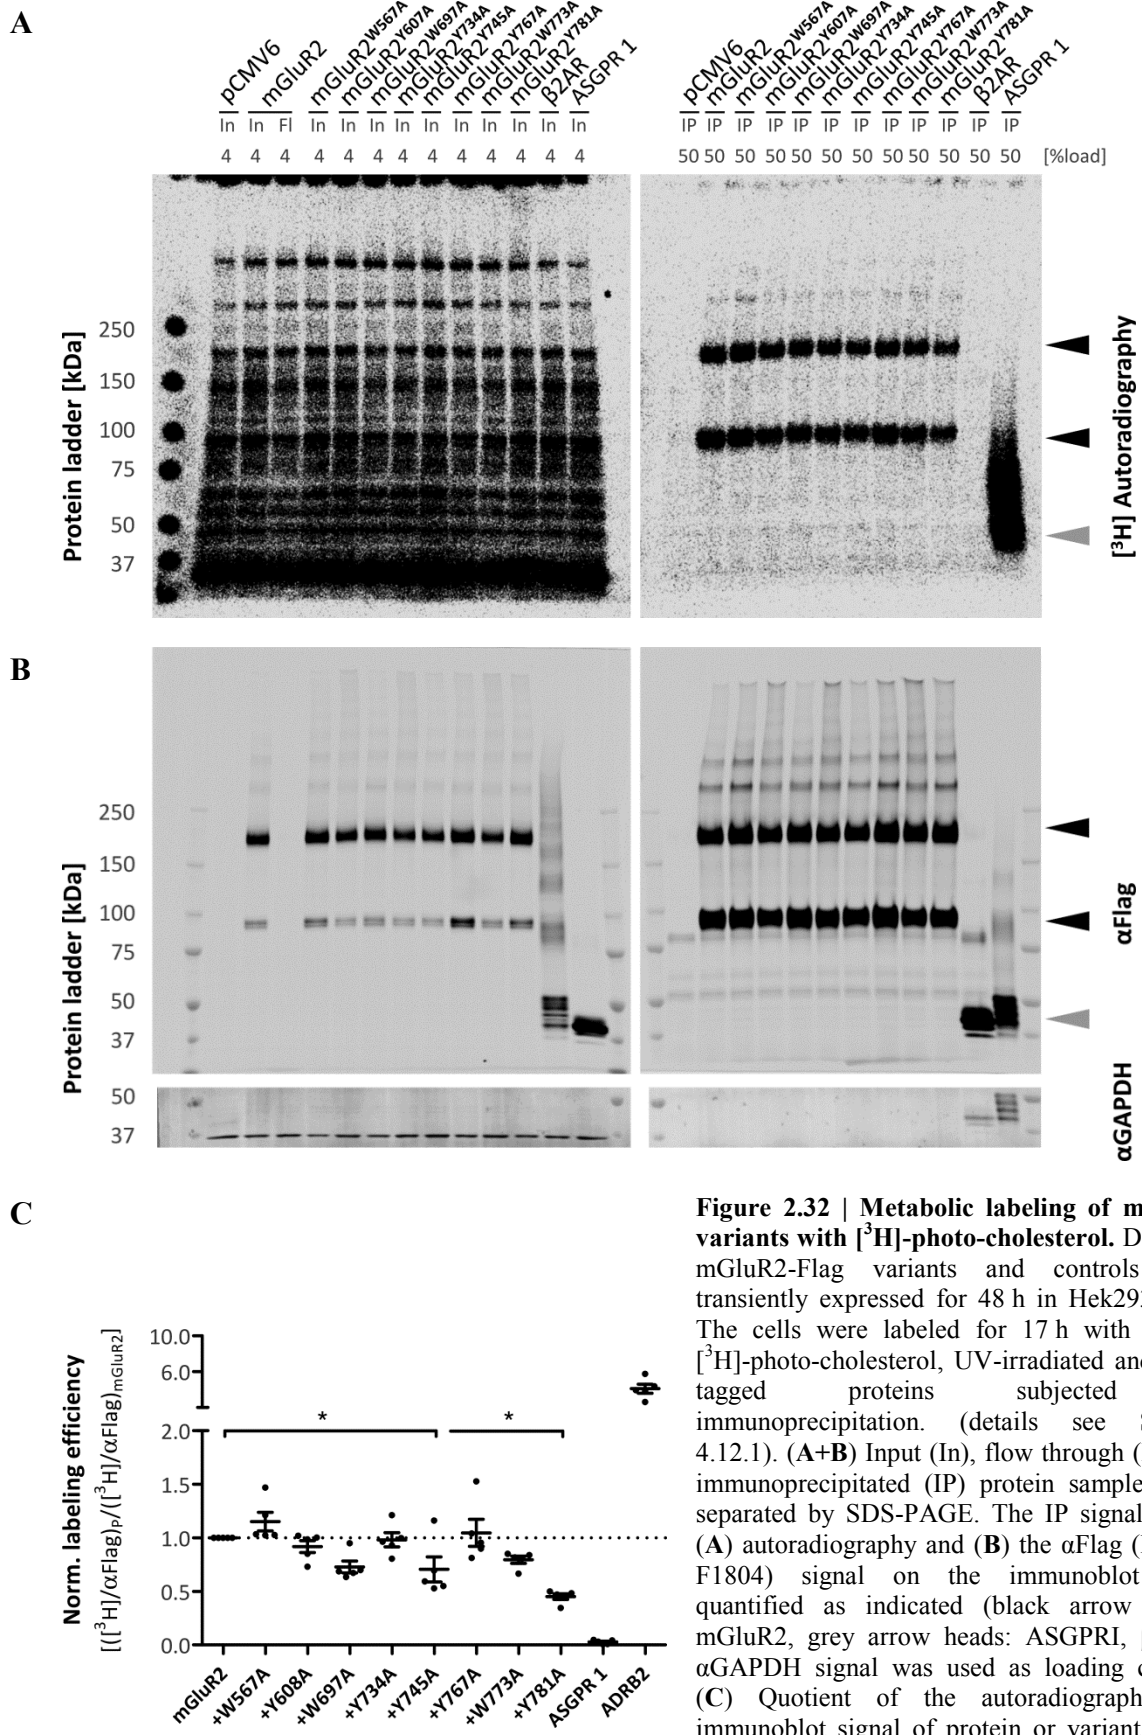 A
pCMV6 mGluR2 mGluR2W567A mGluR2Y607A mGluR2W697A mGluR2Y734A mGluR2Y745A mGluR2Y767A mGluR2W773A mGluR2Y781A β2AR ASGPR 1
In In Fl In In In In In In In In In In
4 4 4 4 4 4 4 4 4 4 4 4 4
pCMV6 mGluR2 mGluR2W567A mGluR2Y607A mGluR2W697A mGluR2Y734A mGluR2Y745A mGluR2Y767A mGluR2W773A mGluR2Y781A β2AR ASGPR 1
IP IP IP IP IP IP IP IP IP IP IP IP
50 50 50 50 50 50 50 50 50 50 50 50 [%load]
Protein ladder [kDa]
250
150
100
75
50
37
[³H] Autoradiography
B
Protein ladder [kDa]
250
150
100
75
50
37
αFlag
50
37
αGAPDH
C
Norm. labeling efficiency
[([³H]/αFlag)P/([³H]/αFlag)mGluR2]
10.0
6.0
2.0
1.5
1.0
0.5
0.0
* *
mGluR2 +W567A +Y608A +W697A +Y734A +Y745A +Y767A +W773A +Y781A ASGPR 1 ADRB2
Figure 2.32 | Metabolic labeling of m
variants with [³H]-photo-cholesterol. D
mGluR2-Flag variants and controls
transiently expressed for 48 h in Hek29
The cells were labeled for 17 h with
[³H]-photo-cholesterol, UV-irradiated and
tagged proteins subjected
immunoprecipitation. (details see S
4.12.1). (A+B) Input (In), flow through (
immunoprecipitated (IP) protein sample
separated by SDS-PAGE. The IP signal
(A) autoradiography and (B) the αFlag (
F1804) signal on the immunoblot
quantified as indicated (black arrow
mGluR2, grey arrow heads: ASGPRI,
αGAPDH signal was used as loading c
(C) Quotient of the autoradiograph
immunoblot signal of protein or variant